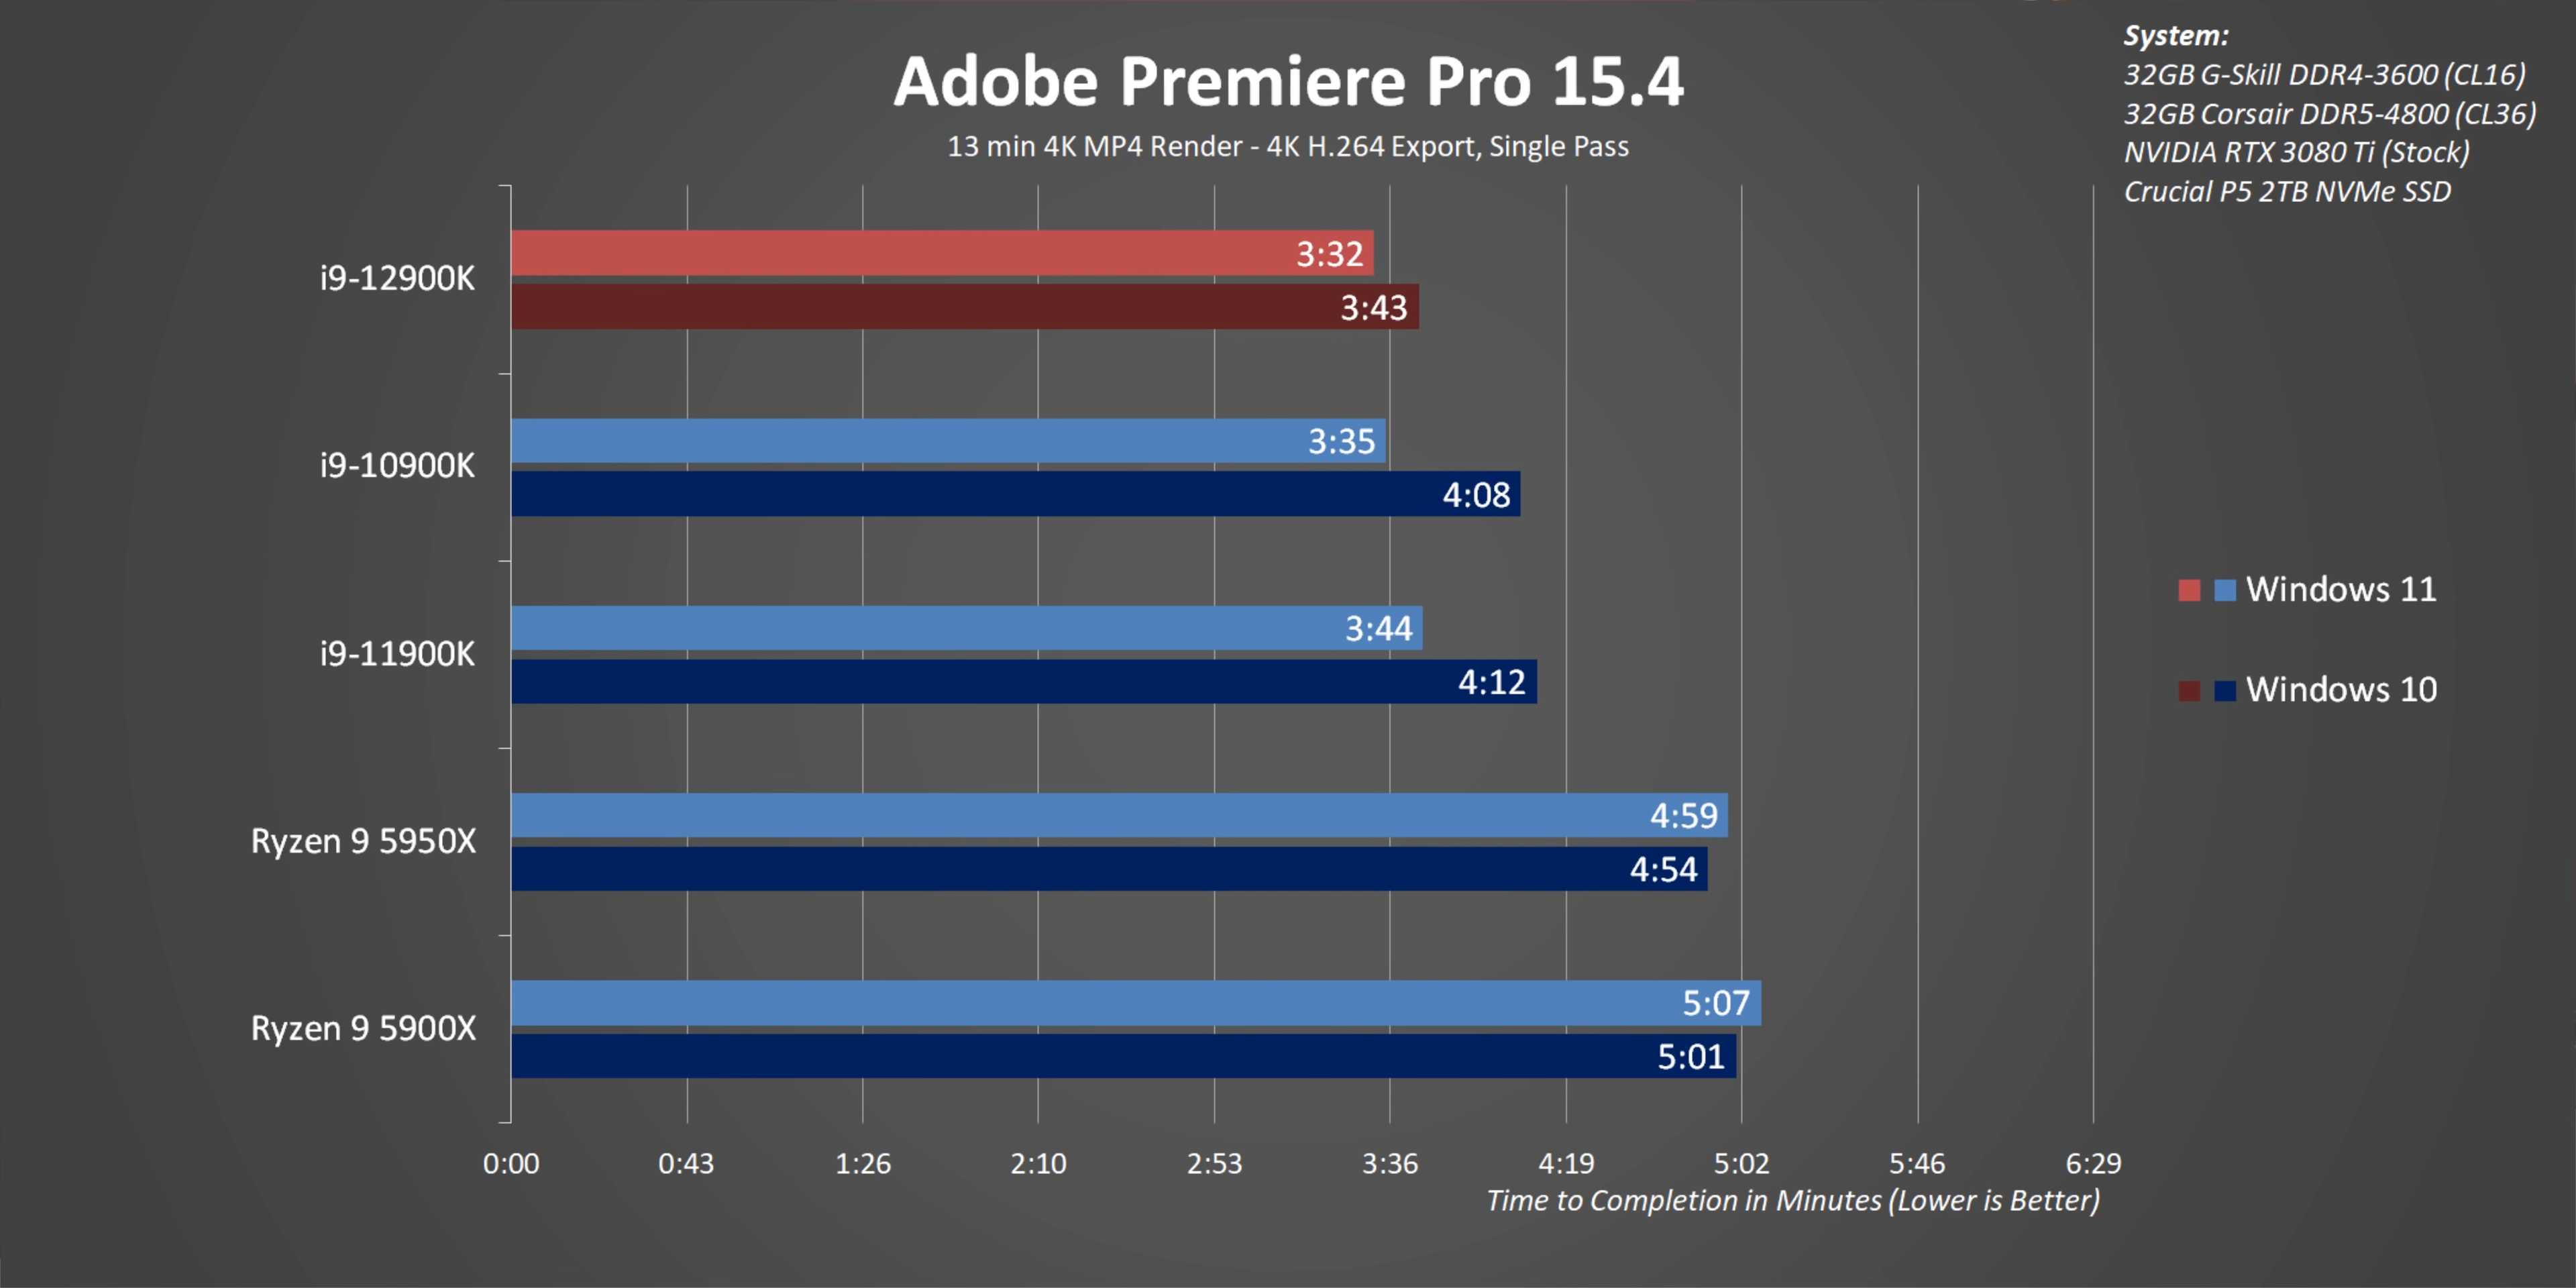 Adobe Premiere Pro 15.4
13 min 4K MP4 Render - 4K H.264 Export, Single Pass
System:
32GB G-Skill DDR4-3600 (CL16)
32GB Corsair DDR5-4800 (CL36)
NVIDIA RTX 3080 Ti (Stock)
Crucial P5 2TB NVMe SSD
i9-12900K
3:32
3:43
i9-10900K
3:35
4:08
i9-11900K
3:44
4:12
Ryzen 9 5950X
4:59
4:54
Ryzen 9 5900X
5:07
5:01
Windows 11
Windows 10
0:00 0:43 1:26 2:10 2:53 3:36 4:19 5:02 5:46 6:29
Time to Completion in Minutes (Lower is Better)